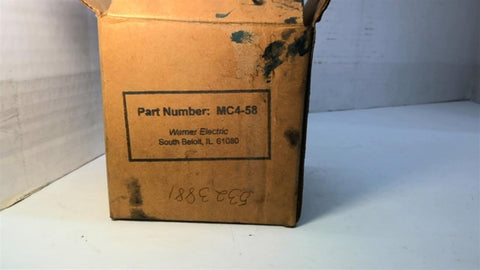 Part Number: MC4-58
Warner Electric
South Beloit, IL 61080
5323881